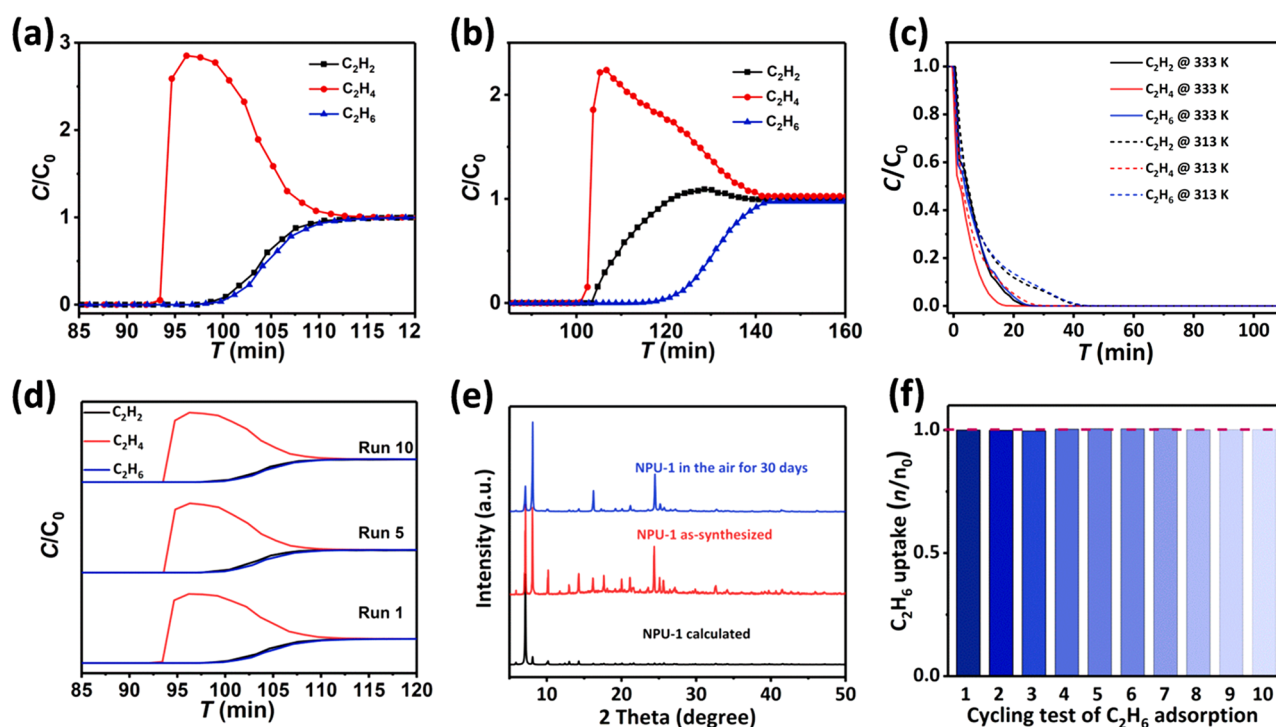 (a)
3
2
1
0
C/C₀
C₂H₂
C₂H₄
C₂H₆
85 90 95 100 105 110 115 12
T (min)
(b)
2
1
0
C/C₀
C₂H₂
C₂H₄
C₂H₆
100 120 140 160
T (min)
(c)
1.0
0.8
0.6
0.4
0.2
0.0
C/C₀
C₂H₂ @ 333 K
C₂H₄ @ 333 K
C₂H₆ @ 333 K
C₂H₂ @ 313 K
C₂H₄ @ 313 K
C₂H₆ @ 313 K
0 20 40 60 80 100
T (min)
(d)
C/C₀
C₂H₂
C₂H₄
C₂H₆
Run 10
Run 5
Run 1
85 90 95 100 105 110 115 120
T (min)
(e)
Intensity (a.u.)
NPU-1 in the air for 30 days
NPU-1 as-synthesized
NPU-1 calculated
10 20 30 40 50
2 Theta (degree)
(f)
1.0
0.5
0.0
C₂H₆ uptake (n/n₀)
1 2 3 4 5 6 7 8 9 10
Cycling test of C₂H₆ adsorption